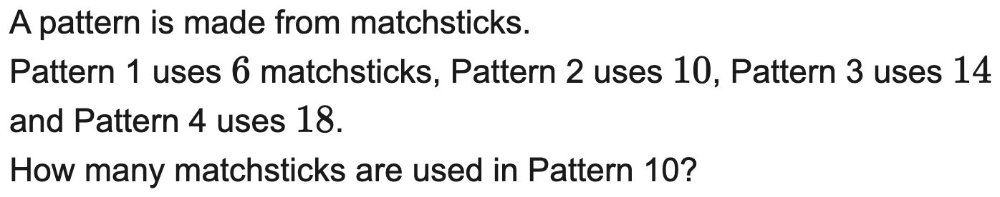 A pattern is made from matchsticks.
Pattern 1 uses 6 matchsticks, Pattern 2 uses 10, Pattern 3 uses 14
and Pattern 4 uses 18.
How many matchsticks are used in Pattern 10?